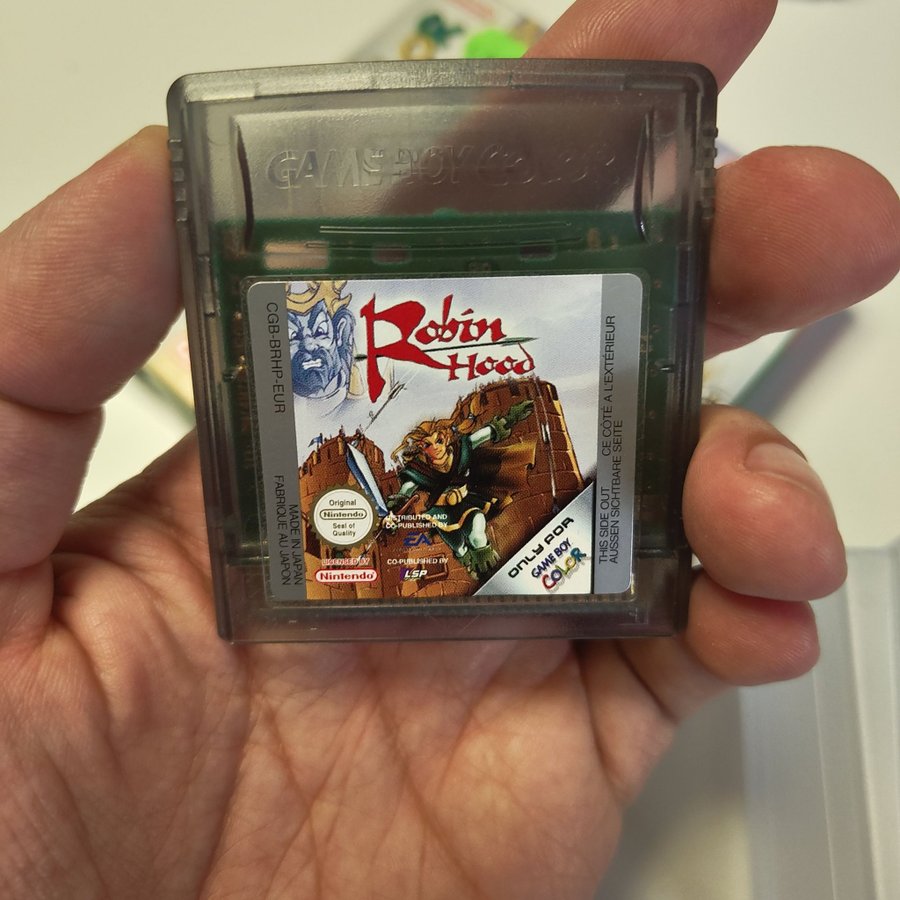 GAME BOY COLOR
CGB-BRHP-EUR
MADE IN JAPAN
FABRIQUE AU JAPON
Robin
Hood
Original
Nintendo
Seal of
Quality
LICENSED BY
Nintendo
DISTRIBUTED AND
CO-PUBLISHED BY
EA
CO-PUBLISHED BY
LSP
ONLY FOR
GAME BOY
COLOR
THIS SIDE OUT
CE CÔTÉ A L'EXTÉRIEUR
AUSSEN SICHTBARE SEITE